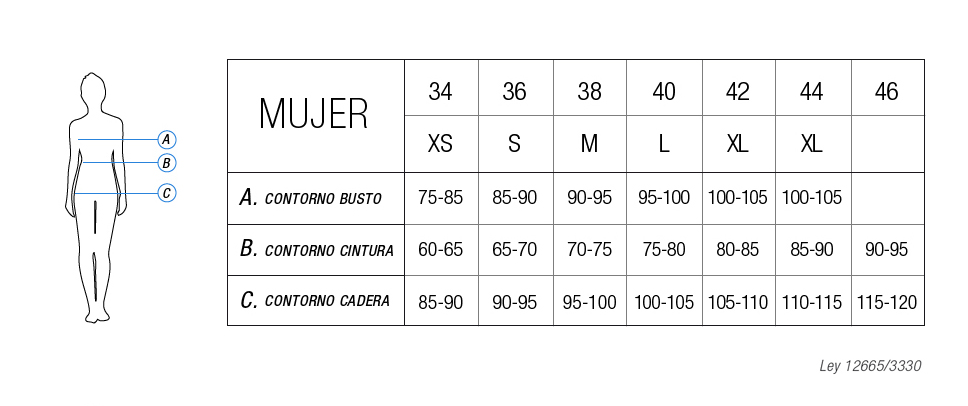 MUJER 34 36 38 40 42 44 46
XS S M L XL XL
A
B
C
A. CONTORNO BUSTO 75-85 85-90 90-95 95-100 100-105 100-105
B. CONTORNO CINTURA 60-65 65-70 70-75 75-80 80-85 85-90 90-95
C. CONTORNO CADERA 85-90 90-95 95-100 100-105 105-110 110-115 115-120
Ley 12665/3330